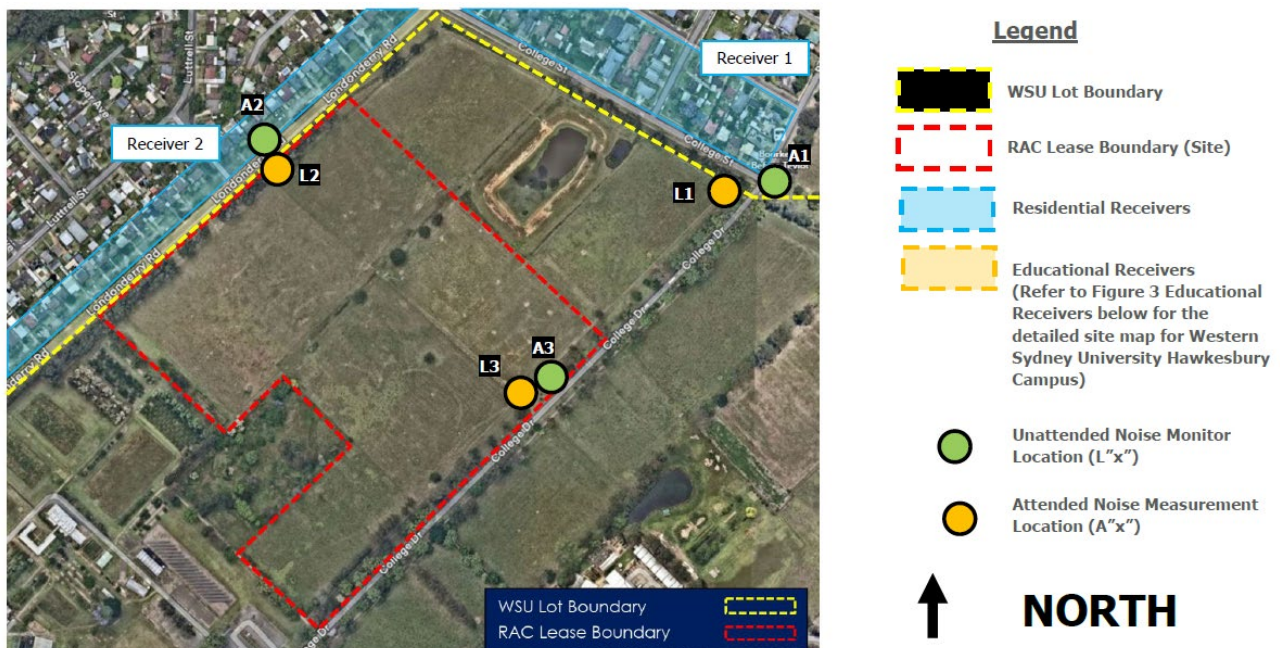 Luttrell St
Londonderry Rd
College St
Receiver 1
Sloper Ave
A2
Receiver 2
Londonderry
College St
A1
L2
L1
Luttrell St
College Dr
Londonderry Rd
College Dr
A3
L3
College Dr
College Dr
College Dr
WSU Lot Boundary
RAC Lease Boundary
Legend
WSU Lot Boundary
RAC Lease Boundary (Site)
Residential Receivers
Educational Receivers
(Refer to Figure 3 Educational
Receivers below for the
detailed site map for Western
Sydney University Hawkesbury
Campus)
Unattended Noise Monitor
Location (L"x")
Attended Noise Measurement
Location (A"x")
NORTH